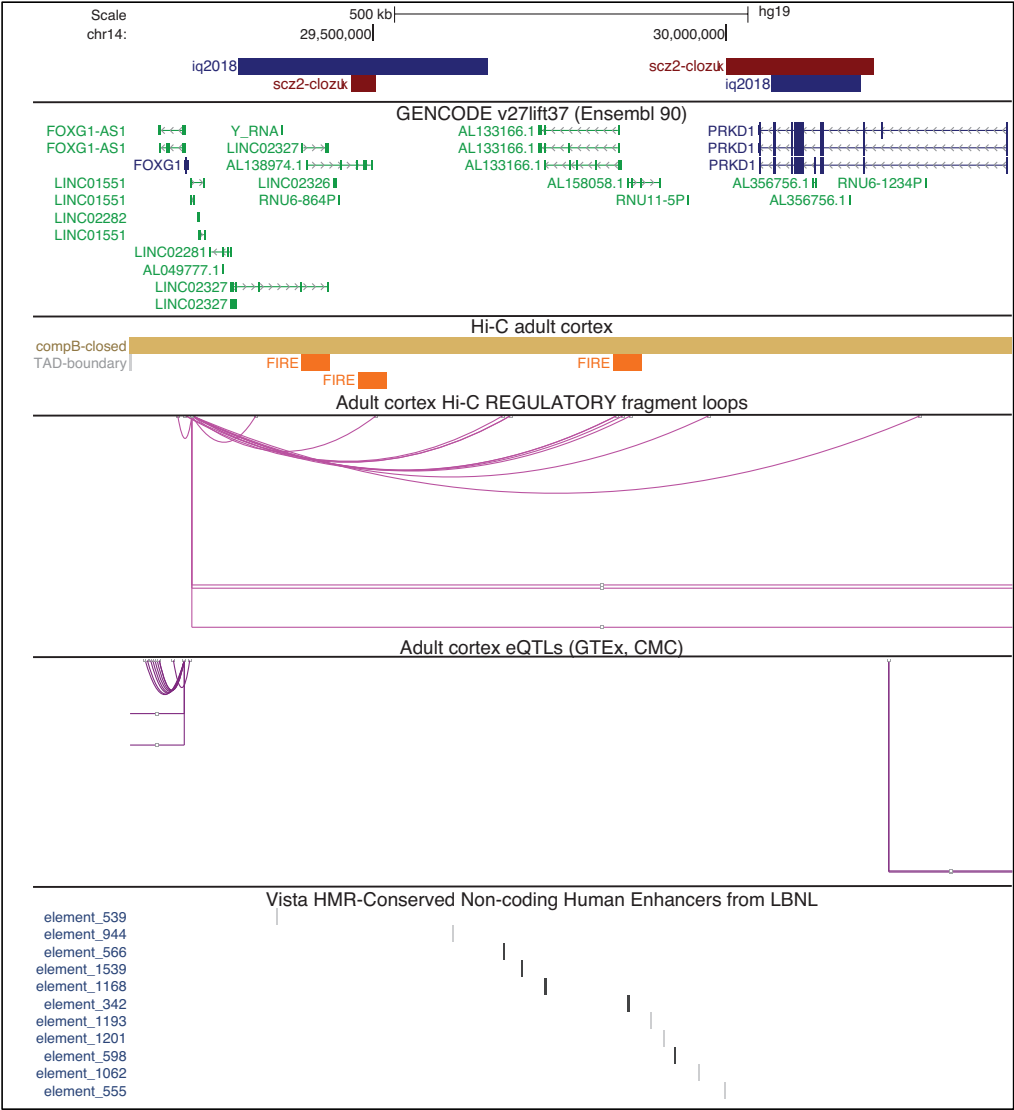 Scale 500 kb hg19
chr14: 29,500,000 30,000,000
iq2018 scz2-clozuk
scz2-clozuk iq2018
GENCODE v27lift37 (Ensembl 90)
FOXG1-AS1 Y_RNA AL133166.1 PRKD1
FOXG1-AS1 LINC02327 AL133166.1 PRKD1
FOXG1 AL138974.1 AL133166.1 PRKD1
LINC01551 LINC02326 AL158058.1 AL356756.1 RNU6-1234P
LINC01551 RNU6-864P RNU11-5P AL356756.1
LINC02282
LINC01551
LINC02281
AL049777.1
LINC02327
LINC02327
Hi-C adult cortex
compB-closed
TAD-boundary FIRE FIRE
FIRE
Adult cortex Hi-C REGULATORY fragment loops
Adult cortex eQTLs (GTEx, CMC)
Vista HMR-Conserved Non-coding Human Enhancers from LBNL
element_539
element_944
element_566
element_1539
element_1168
element_342
element_1193
element_1201
element_598
element_1062
element_555